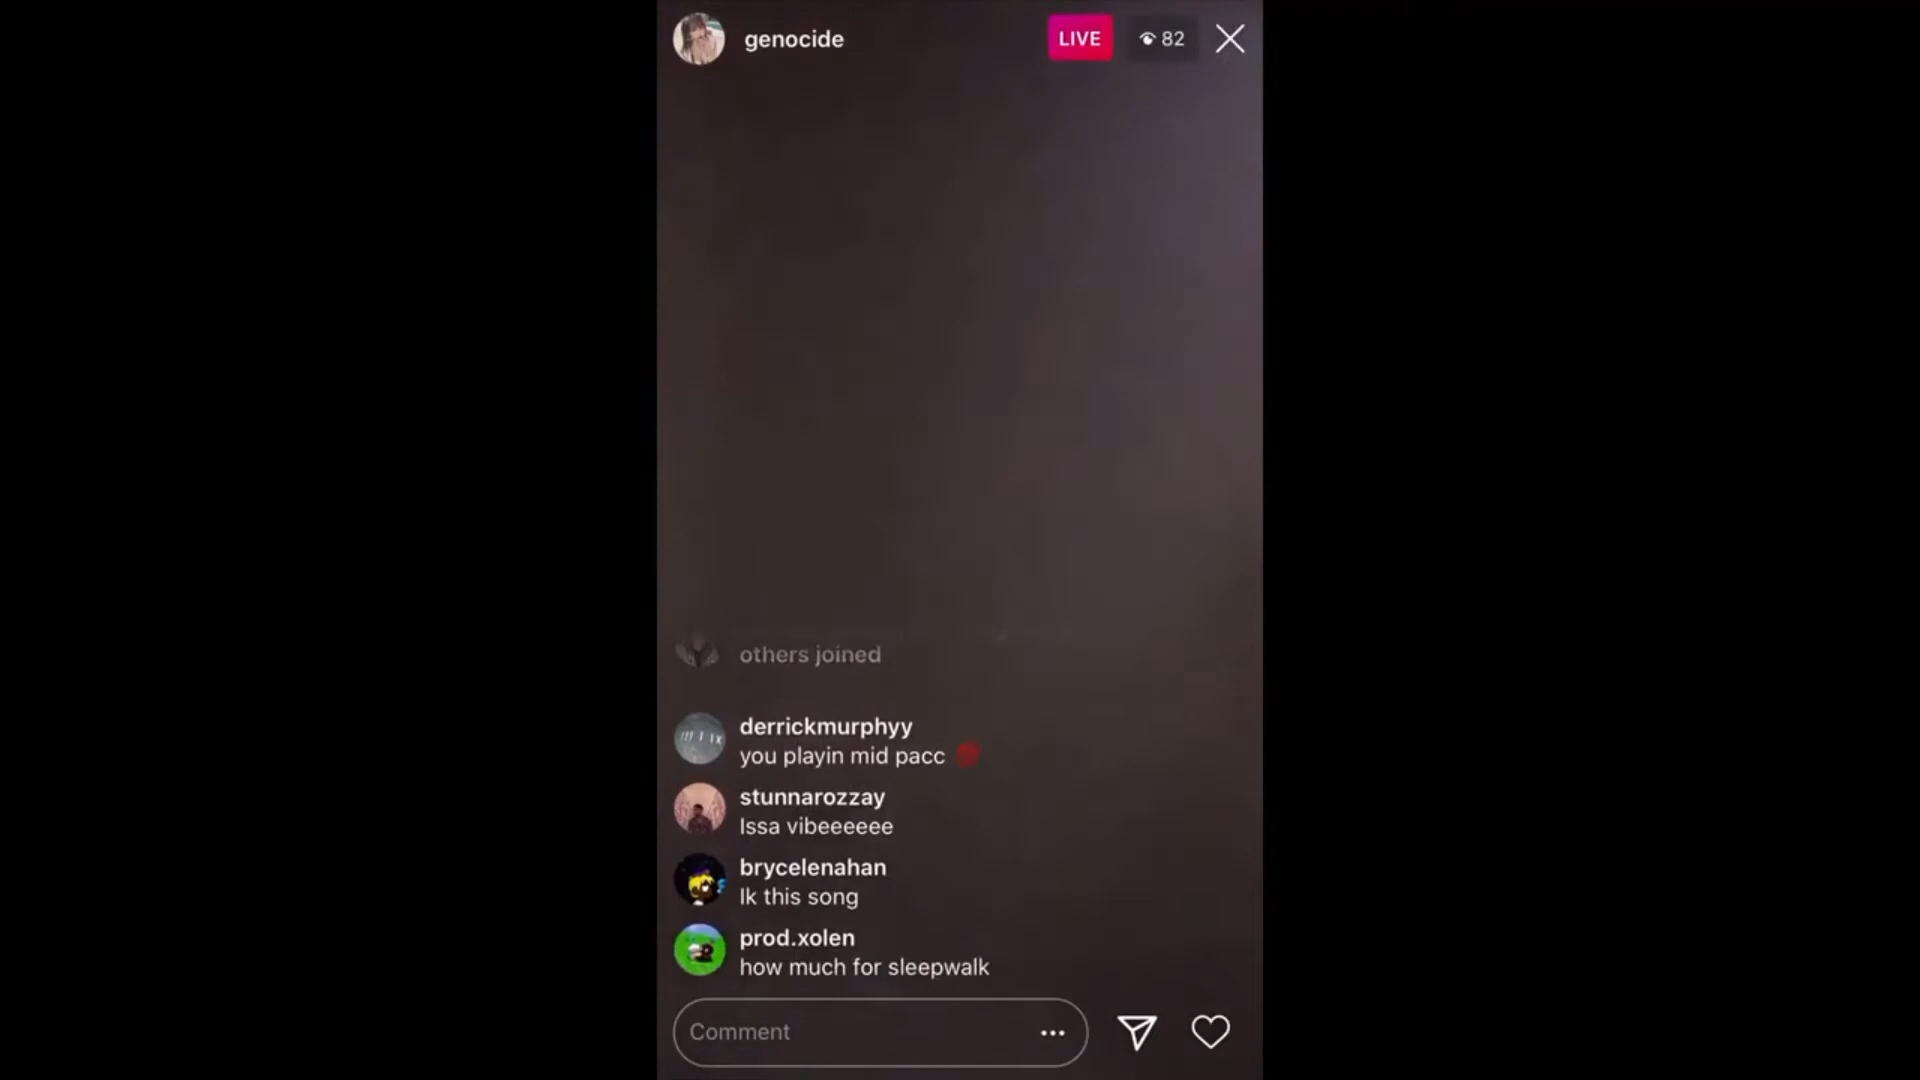 genocide
LIVE
82
others joined
derrickmurphyy
you playin mid pacc
stunnarozzay
Issa vibeeeeee
brycelenahan
Ik this song
prod.xolen
how much for sleepwalk
Comment